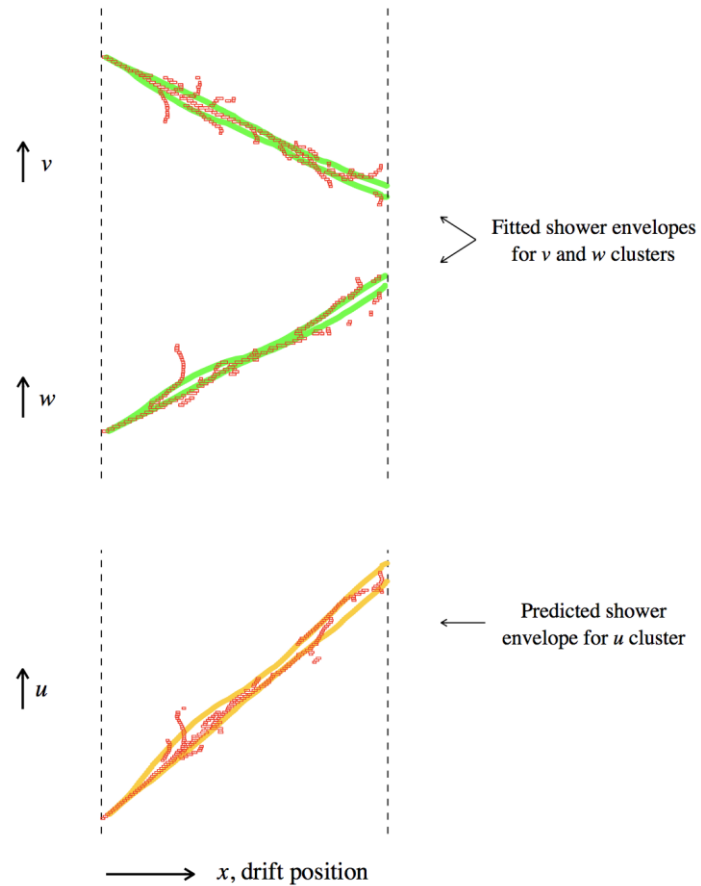 v
Fitted shower envelopes
for v and w clusters
w
Predicted shower
envelope for u cluster
u
x, drift position